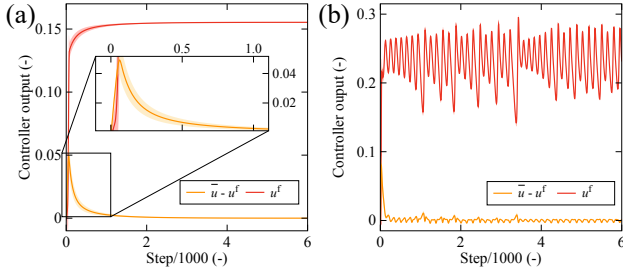 (a)
Controller output (-)
0.15
0.10
0.05
0
0 2 4 6
Step/1000 (-)
0 0.5 1.0
0.04
0.02
u̅ - uᶠ uᶠ
(b)
Controller output (-)
0.3
0.2
0.1
0
0 2 4 6
Step/1000 (-)
u̅ - uᶠ uᶠ